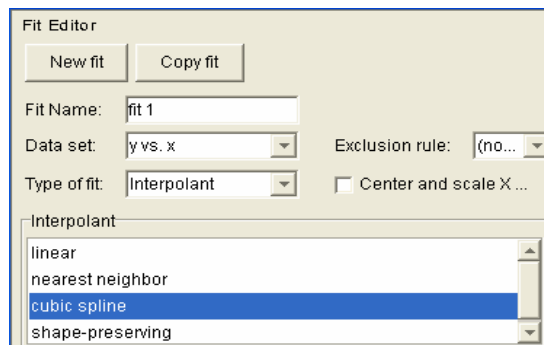 Fit Editor
New fit Copy fit
Fit Name: fit 1
Data set: y vs. x Exclusion rule: (no...
Type of fit: Interpolant Center and scale X ...
Interpolant
linear
nearest neighbor
cubic spline
shape-preserving